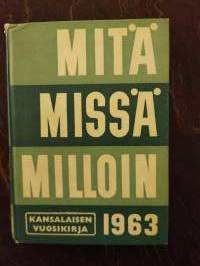 MITÄ
MISSÄ
MILLOIN
KANSALAISEN
VUOSIKIRJA
1963